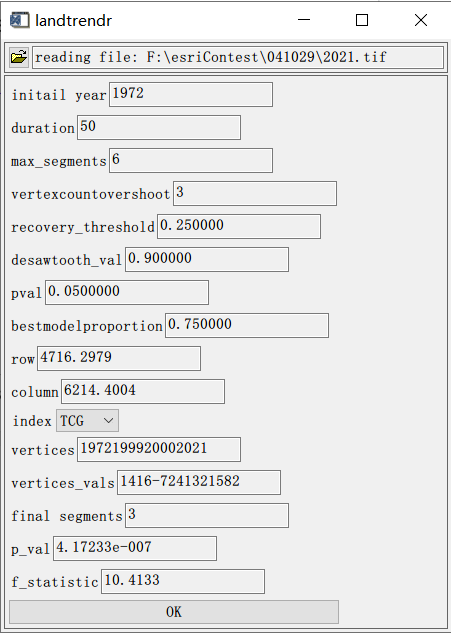 landtrendr
reading file: F:\esriContest\041029\2021.tif
initail year 1972
duration 50
max_segments 6
vertexcountovershoot 3
recovery_threshold 0.250000
desawtooth_val 0.900000
pval 0.0500000
bestmodelproportion 0.750000
row 4716.2979
column 6214.4004
index TCG
vertices 1972199920002021
vertices_vals 1416-7241321582
final segments 3
p_val 4.17233e-007
f_statistic 10.4133
OK